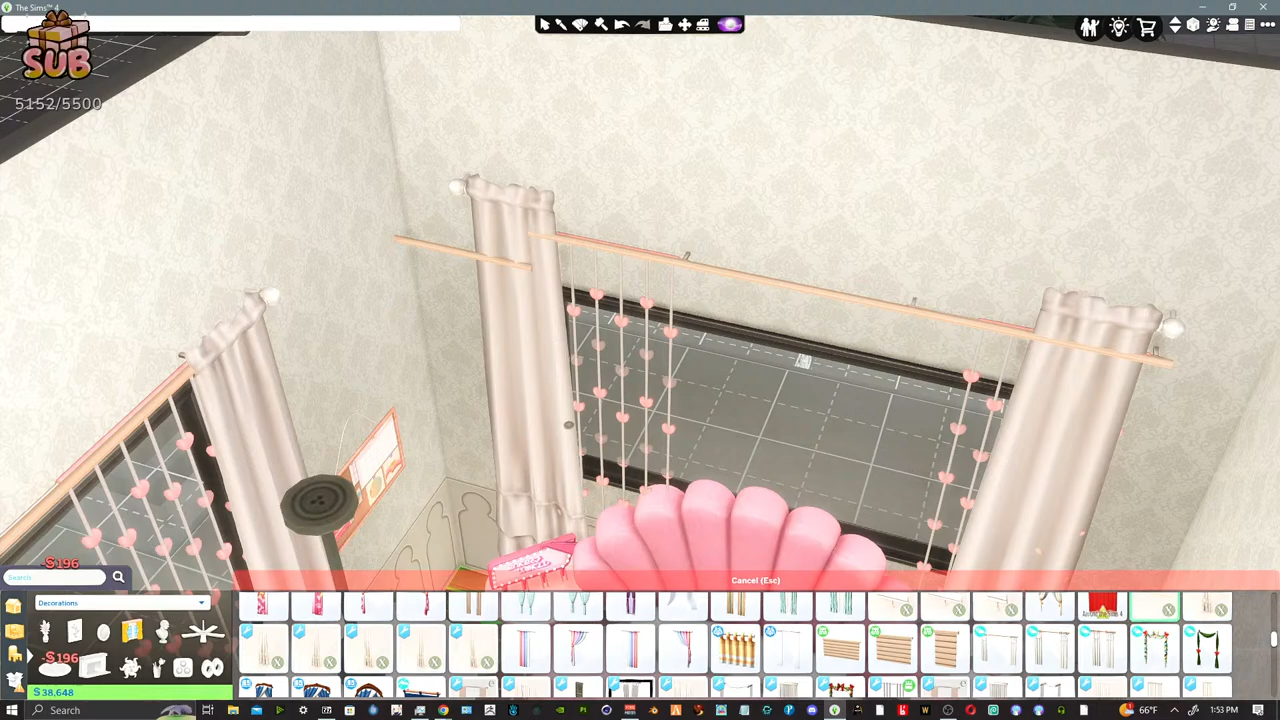 The Sims™ 4
SUB
5152/5500
$196
Cancel (Esc)
Search
Decorations
$196
$38,648
Search
66°F
1:53 PM